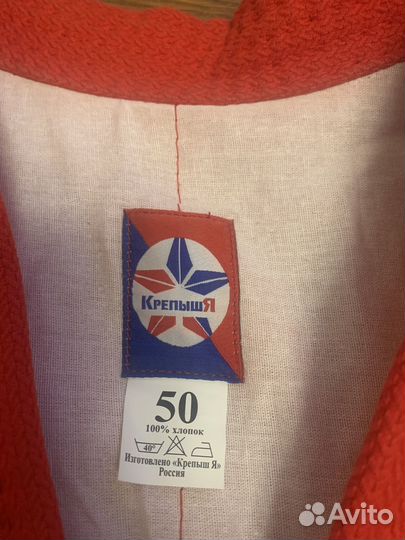 КрепышЯ
50
100% хлопок
40°
Изготовлено «Крепыш Я»
Россия
Avito